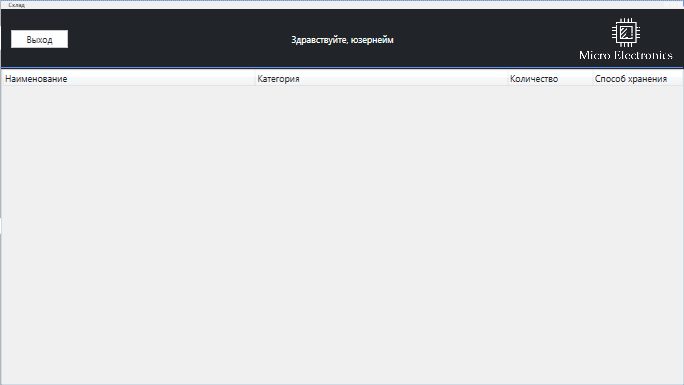 Склад
Выход
Здравствуйте, юзернейм
Micro Electronics
Наименование Категория Количество Способ хранения